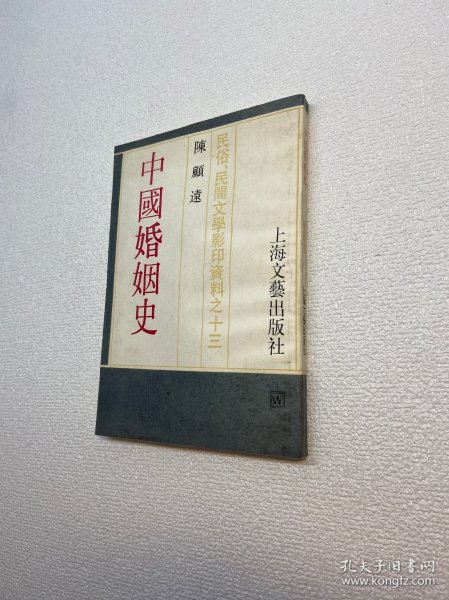 中國婚姻史
陳顧遠
民俗、民間文學影印資料之十三
上海文藝出版社
W
孔夫子旧书网
www.kongfz.com